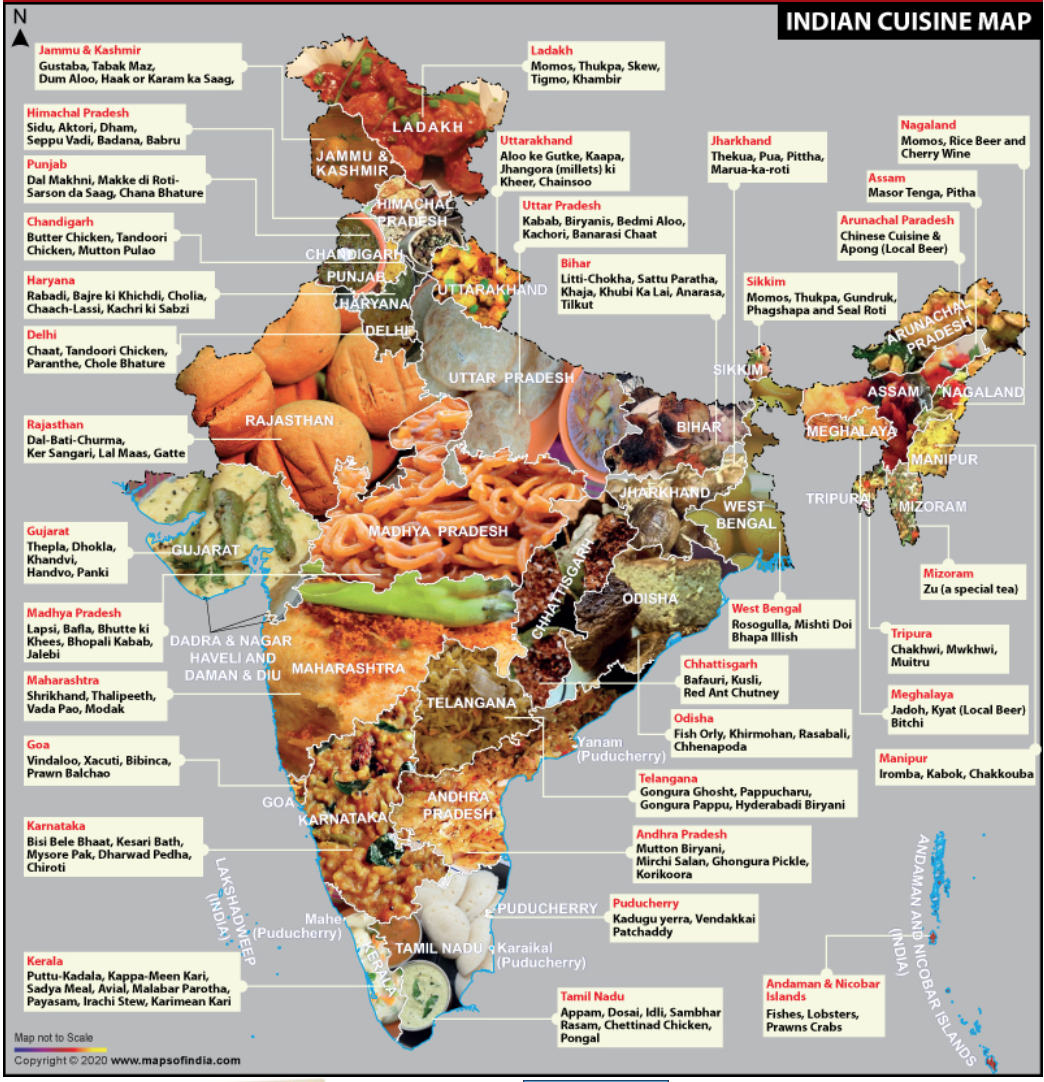 INDIAN CUISINE MAP
N
Jammu & Kashmir
Gustaba, Tabak Maz,
Dum Aloo, Haak or Karam ka Saag,
Ladakh
Momos, Thukpa, Skew,
Tigmo, Khambir
Himachal Pradesh
Sidu, Aktori, Dham,
Seppu Vadi, Badana, Babru
Punjab
Dal Makhni, Makke di Roti-
Sarson da Saag, Chana Bhature
Chandigarh
Butter Chicken, Tandoori
Chicken, Mutton Pulao
Haryana
Rabadi, Bajre ki Khichdi, Cholia,
Chaach-Lassi, Kachri ki Sabzi
Delhi
Chaat, Tandoori Chicken,
Paranthe, Chole Bhature
Rajasthan
Dal-Bati-Churma,
Ker Sangari, Lal Maas, Gatte
Gujarat
Thepla, Dhokla,
Khandvi,
Handvo, Panki
Madhya Pradesh
Lapsi, Bafla, Bhutte ki
Khees, Bhopali Kabab,
Jalebi
Maharashtra
Shrikhand, Thalipeeth,
Vada Pao, Modak
Goa
Vindaloo, Xacuti, Bibinca,
Prawn Balchao
Karnataka
Bisi Bele Bhaat, Kesari Bath,
Mysore Pak, Dharwad Pedha,
Chiroti
Kerala
Puttu-Kadala, Kappa-Meen Kari,
Sadya Meal, Avial, Malabar Parotha,
Payasam, Irachi Stew, Karimean Kari
Uttarakhand
Aloo ke Gutke, Kaapa,
Jhangora (millets) ki
Kheer, Chainsoo
Uttar Pradesh
Kabab, Biryanis, Bedmi Aloo,
Kachori, Banarasi Chaat
Bihar
Litti-Chokha, Sattu Paratha,
Khaja, Khubi Ka Lai, Anarasa,
Tilkut
Jharkhand
Thekua, Pua, Pittha,
Marua-ka-roti
Sikkim
Momos, Thukpa, Gundruk,
Phagshapa and Seal Roti
Nagaland
Momos, Rice Beer and
Cherry Wine
Assam
Masor Tenga, Pitha
Arunachal Paradesh
Chinese Cuisine &
Apong (Local Beer)
Mizoram
Zu (a special tea)
Tripura
Chakhwi, Mwkhwi,
Muitru
Meghalaya
Jadoh, Kyat (Local Beer)
Bitchi
Manipur
Iromba, Kabok, Chakkouba
West Bengal
Rosogulla, Mishti Doi
Bhapa Illish
Chhattisgarh
Bafauri, Kusli,
Red Ant Chutney
Odisha
Fish Orly, Khirmohan, Rasabali,
Chhenapoda
Telangana
Gongura Ghosht, Pappucharu,
Gongura Pappu, Hyderabadi Biryani
Andhra Pradesh
Mutton Biryani,
Mirchi Salan, Ghongura Pickle,
Korikoora
Puducherry
Kadugu yerra, Vendakkai
Patchaddy
Tamil Nadu
Appam, Dosai, Idli, Sambhar
Rasam, Chettinad Chicken,
Pongal
Andaman & Nicobar
Islands
Fishes, Lobsters,
Prawns Crabs
LADAKH
JAMMU &
KASHMIR
HIMACHAL
PRADESH
CHANDIGARH
PUNJAB
UTTARAKHAND
HARYANA
DELHI
UTTAR PRADESH
RAJASTHAN
BIHAR
SIKKIM
ARUNACHAL
PRADESH
ASSAM
NAGALAND
MEGHALAYA
MANIPUR
TRIPURA
MIZORAM
JHARKHAND
WEST
BENGAL
MADHYA PRADESH
GUJARAT
CHHATTISGARH
ODISHA
DADRA & NAGAR
HAVELI AND
DAMAN & DIU
MAHARASHTRA
TELANGANA
Yanam
(Puducherry)
GOA
KARNATAKA
ANDHRA
PRADESH
LAKSHADWEEP
(INDIA)
Mahe
(Puducherry)
PUDUCHERRY
KERALA
TAMIL NADU
Karaikal
(Puducherry)
ANDAMAN AND NICOBAR ISLANDS
(INDIA)
Map not to Scale
Copyright © 2020 www.mapsofindia.com